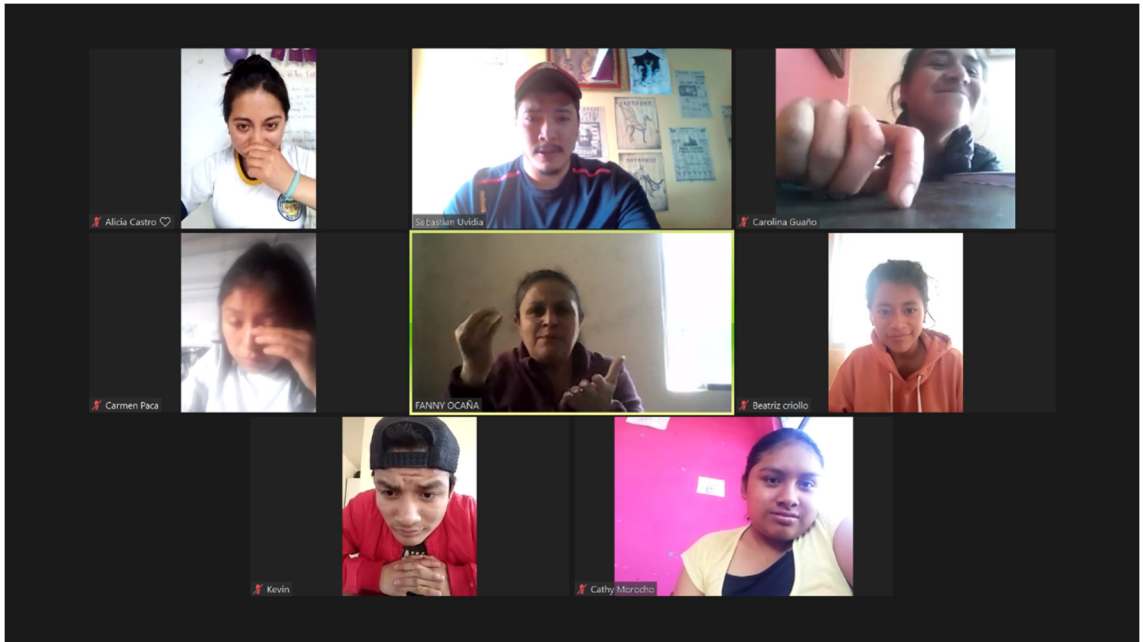 Alicia Castro
Sebastian Uvidia
Carolina Guaño
Carmen Paca
FANNY OCAÑA
Beatriz criollo
Kevin
Cathy Morocho